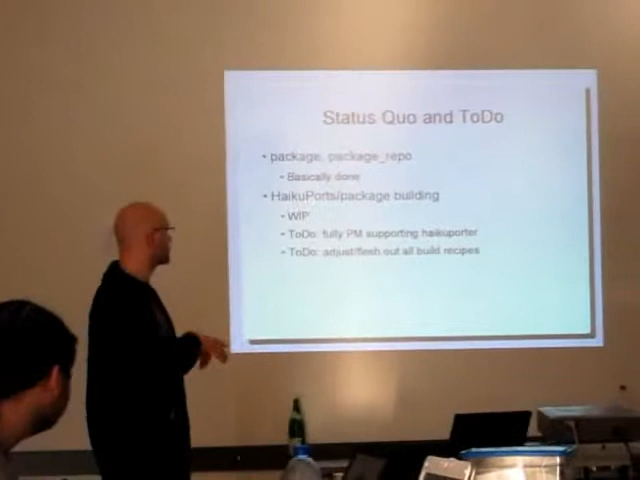 Status Quo and ToDo
• package, package_repo
• Basically done
• HaikuPorts/package building
• WIP
• ToDo: fully PM supporting haikuporter
• ToDo: adjust/flesh out all build recipes